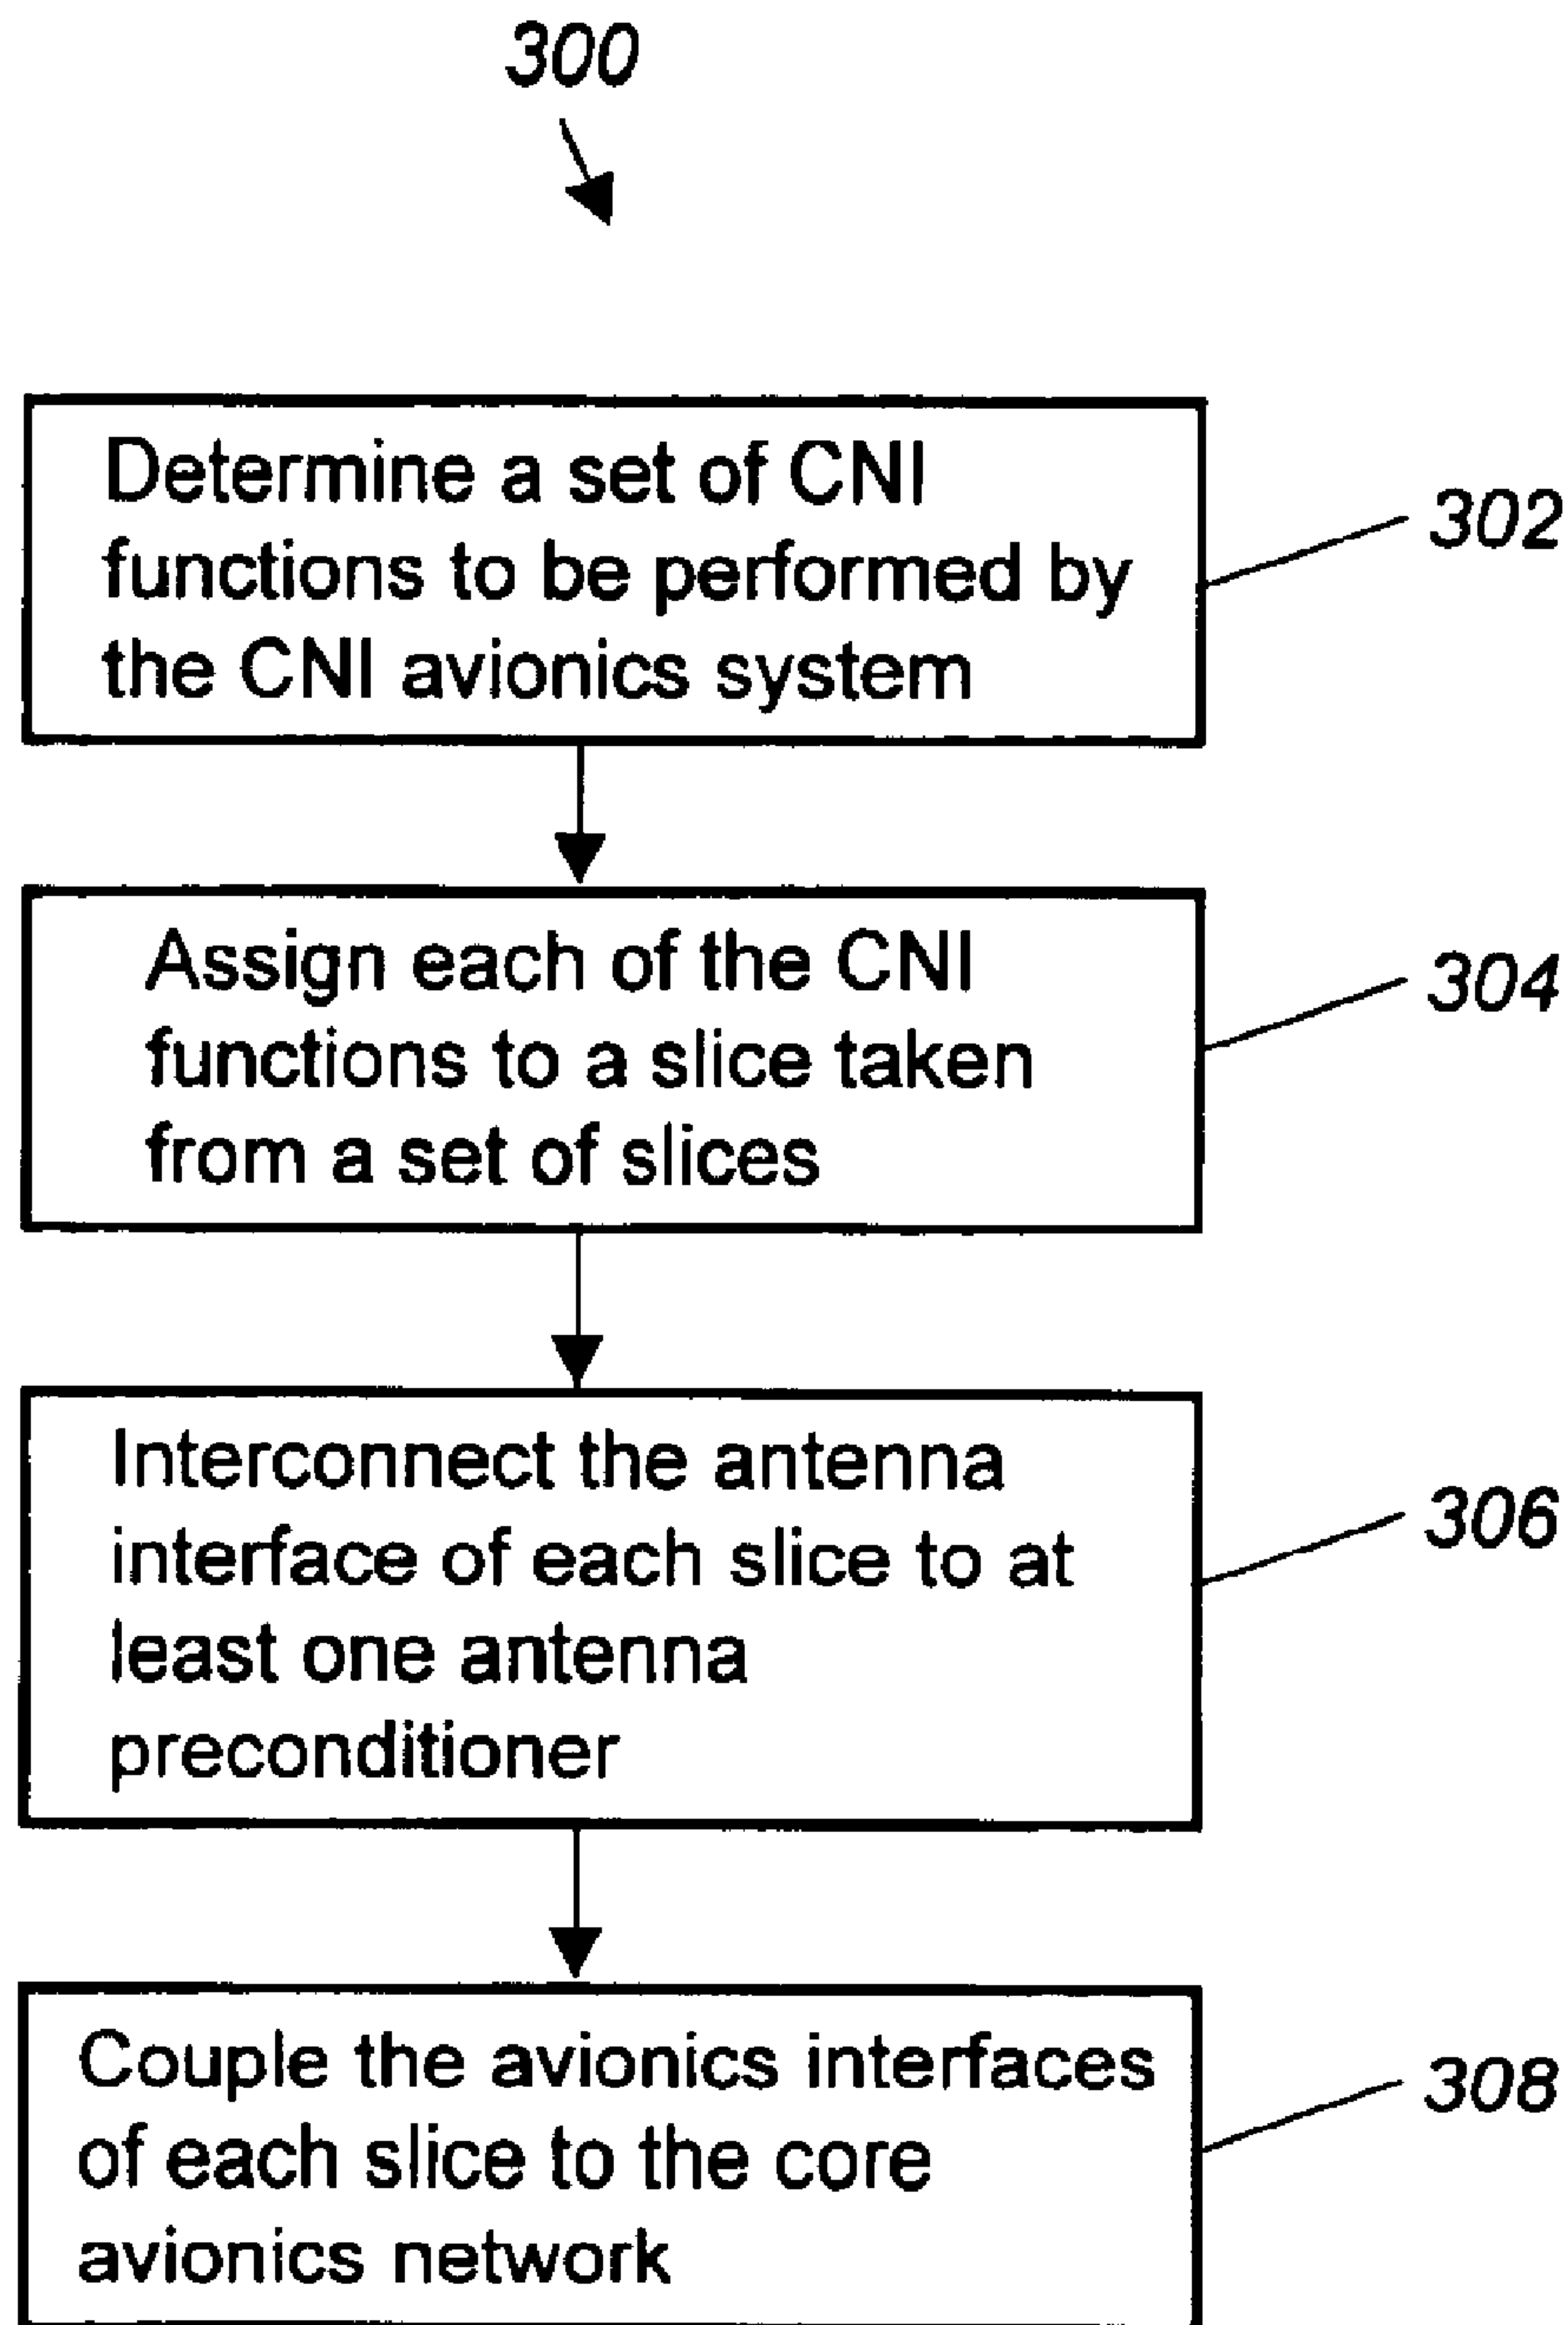 300
Determine a set of CNI
functions to be performed by
the CNI avionics system
302
Assign each of the CNI
functions to a slice taken
from a set of slices
304
Interconnect the antenna
interface of each slice to at
least one antenna
preconditioner
306
Couple the avionics interfaces
of each slice to the core
avionics network
308